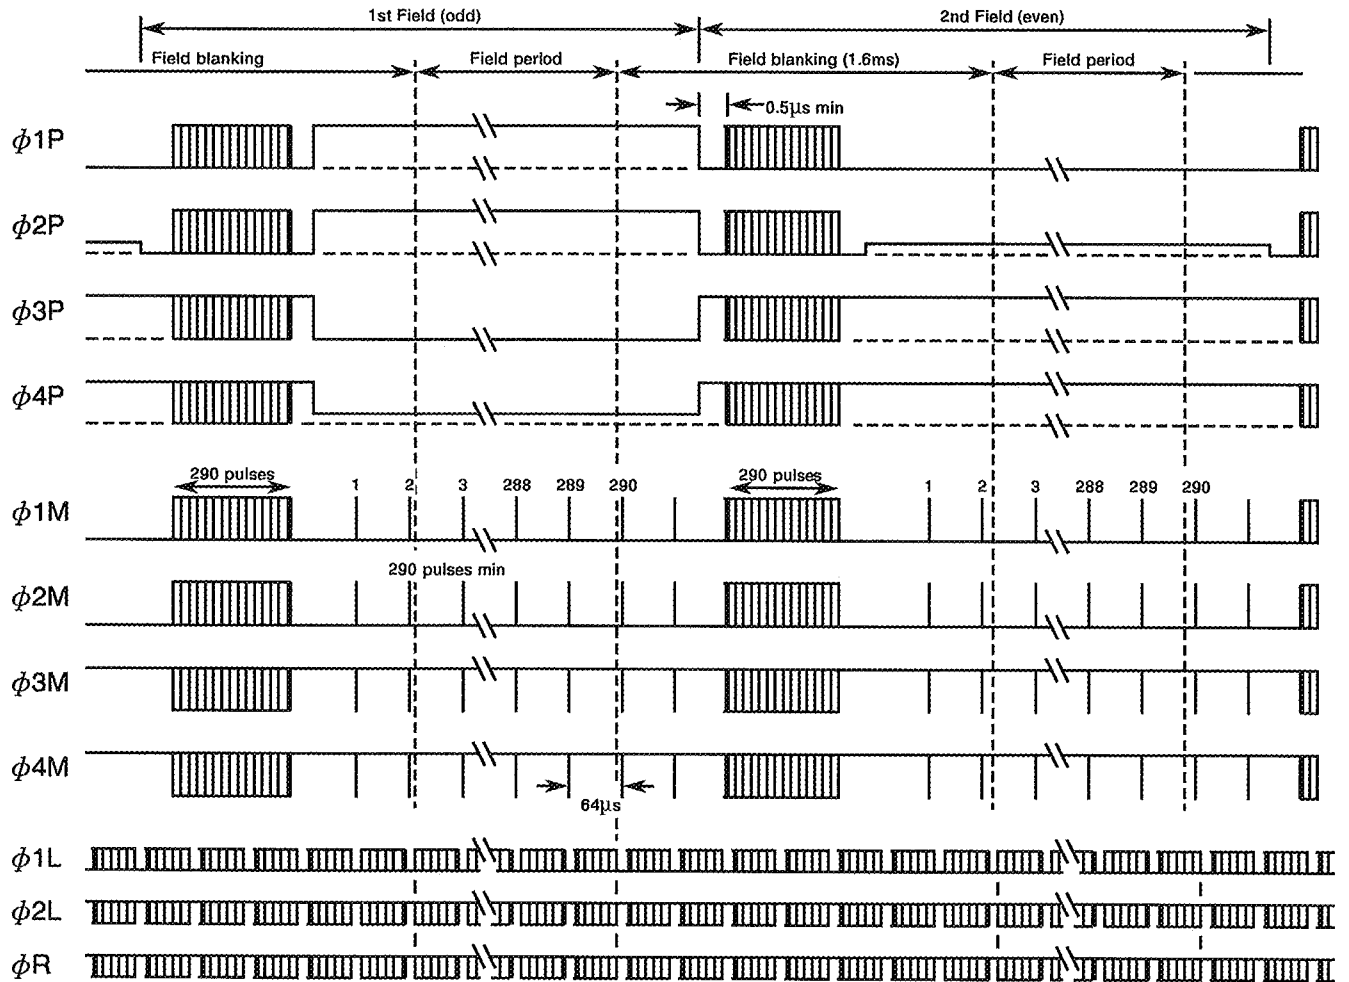 1st Field (odd) 2nd Field (even)
Field blanking Field period Field blanking (1.6ms) Field period
0.5µs min
ϕ1P
ϕ2P
ϕ3P
ϕ4P
290 pulses 1 2 3 288 289 290 290 pulses 1 2 3 288 289 290
ϕ1M
290 pulses min
ϕ2M
ϕ3M
ϕ4M
64µs
ϕ1L
ϕ2L
ϕR